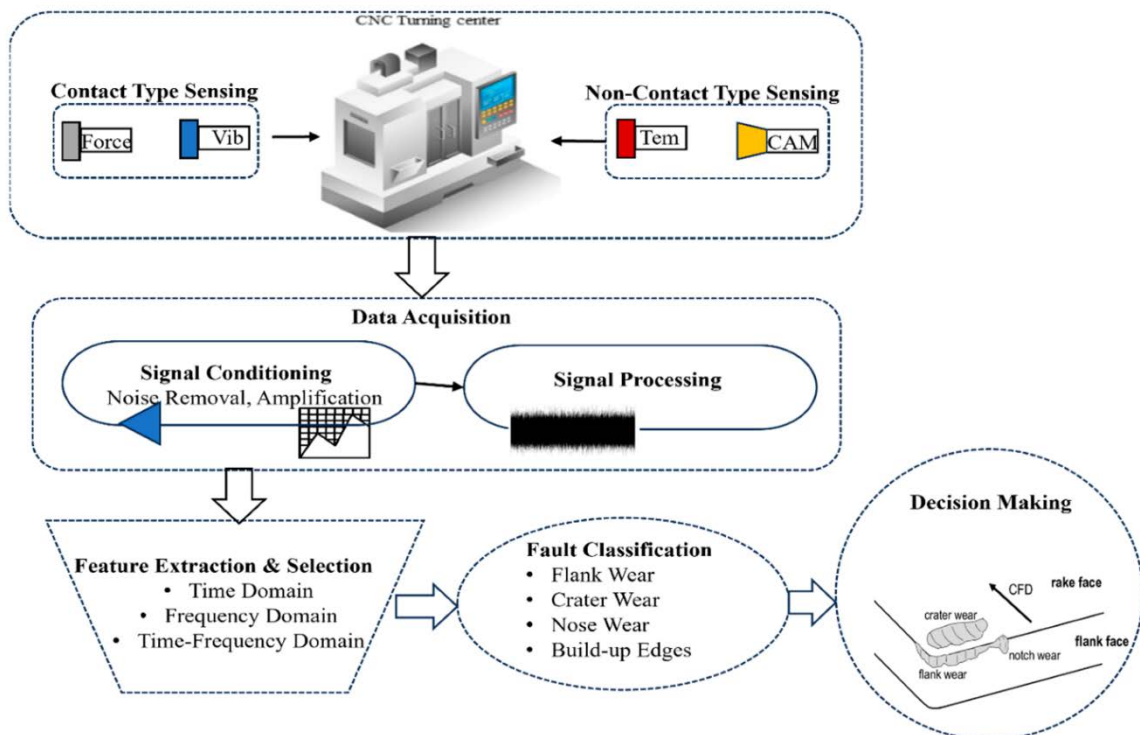 CNC Turning center
Contact Type Sensing
Force
Vib
Non-Contact Type Sensing
Tem
CAM
Data Acquisition
Signal Conditioning
Noise Removal, Amplification
Signal Processing
Feature Extraction & Selection
• Time Domain
• Frequency Domain
• Time-Frequency Domain
Fault Classification
• Flank Wear
• Crater Wear
• Nose Wear
• Build-up Edges
Decision Making
CFD
rake face
crater wear
flank face
notch wear
flank wear